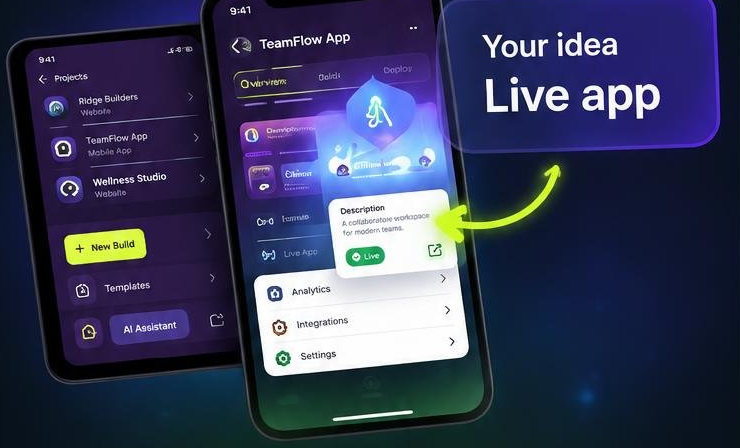 9:41
Projects
Ridge Builders
Website
TeamFlow App
Mobile App
Wellness Studio
Website
+ New Build
Templates
AI Assistant
9:41
TeamFlow App
Overview
Build
Deploy
Live App
Description
A collaborative workspace
for modern teams.
Live
Analytics
Integrations
Settings
Your idea
Live app